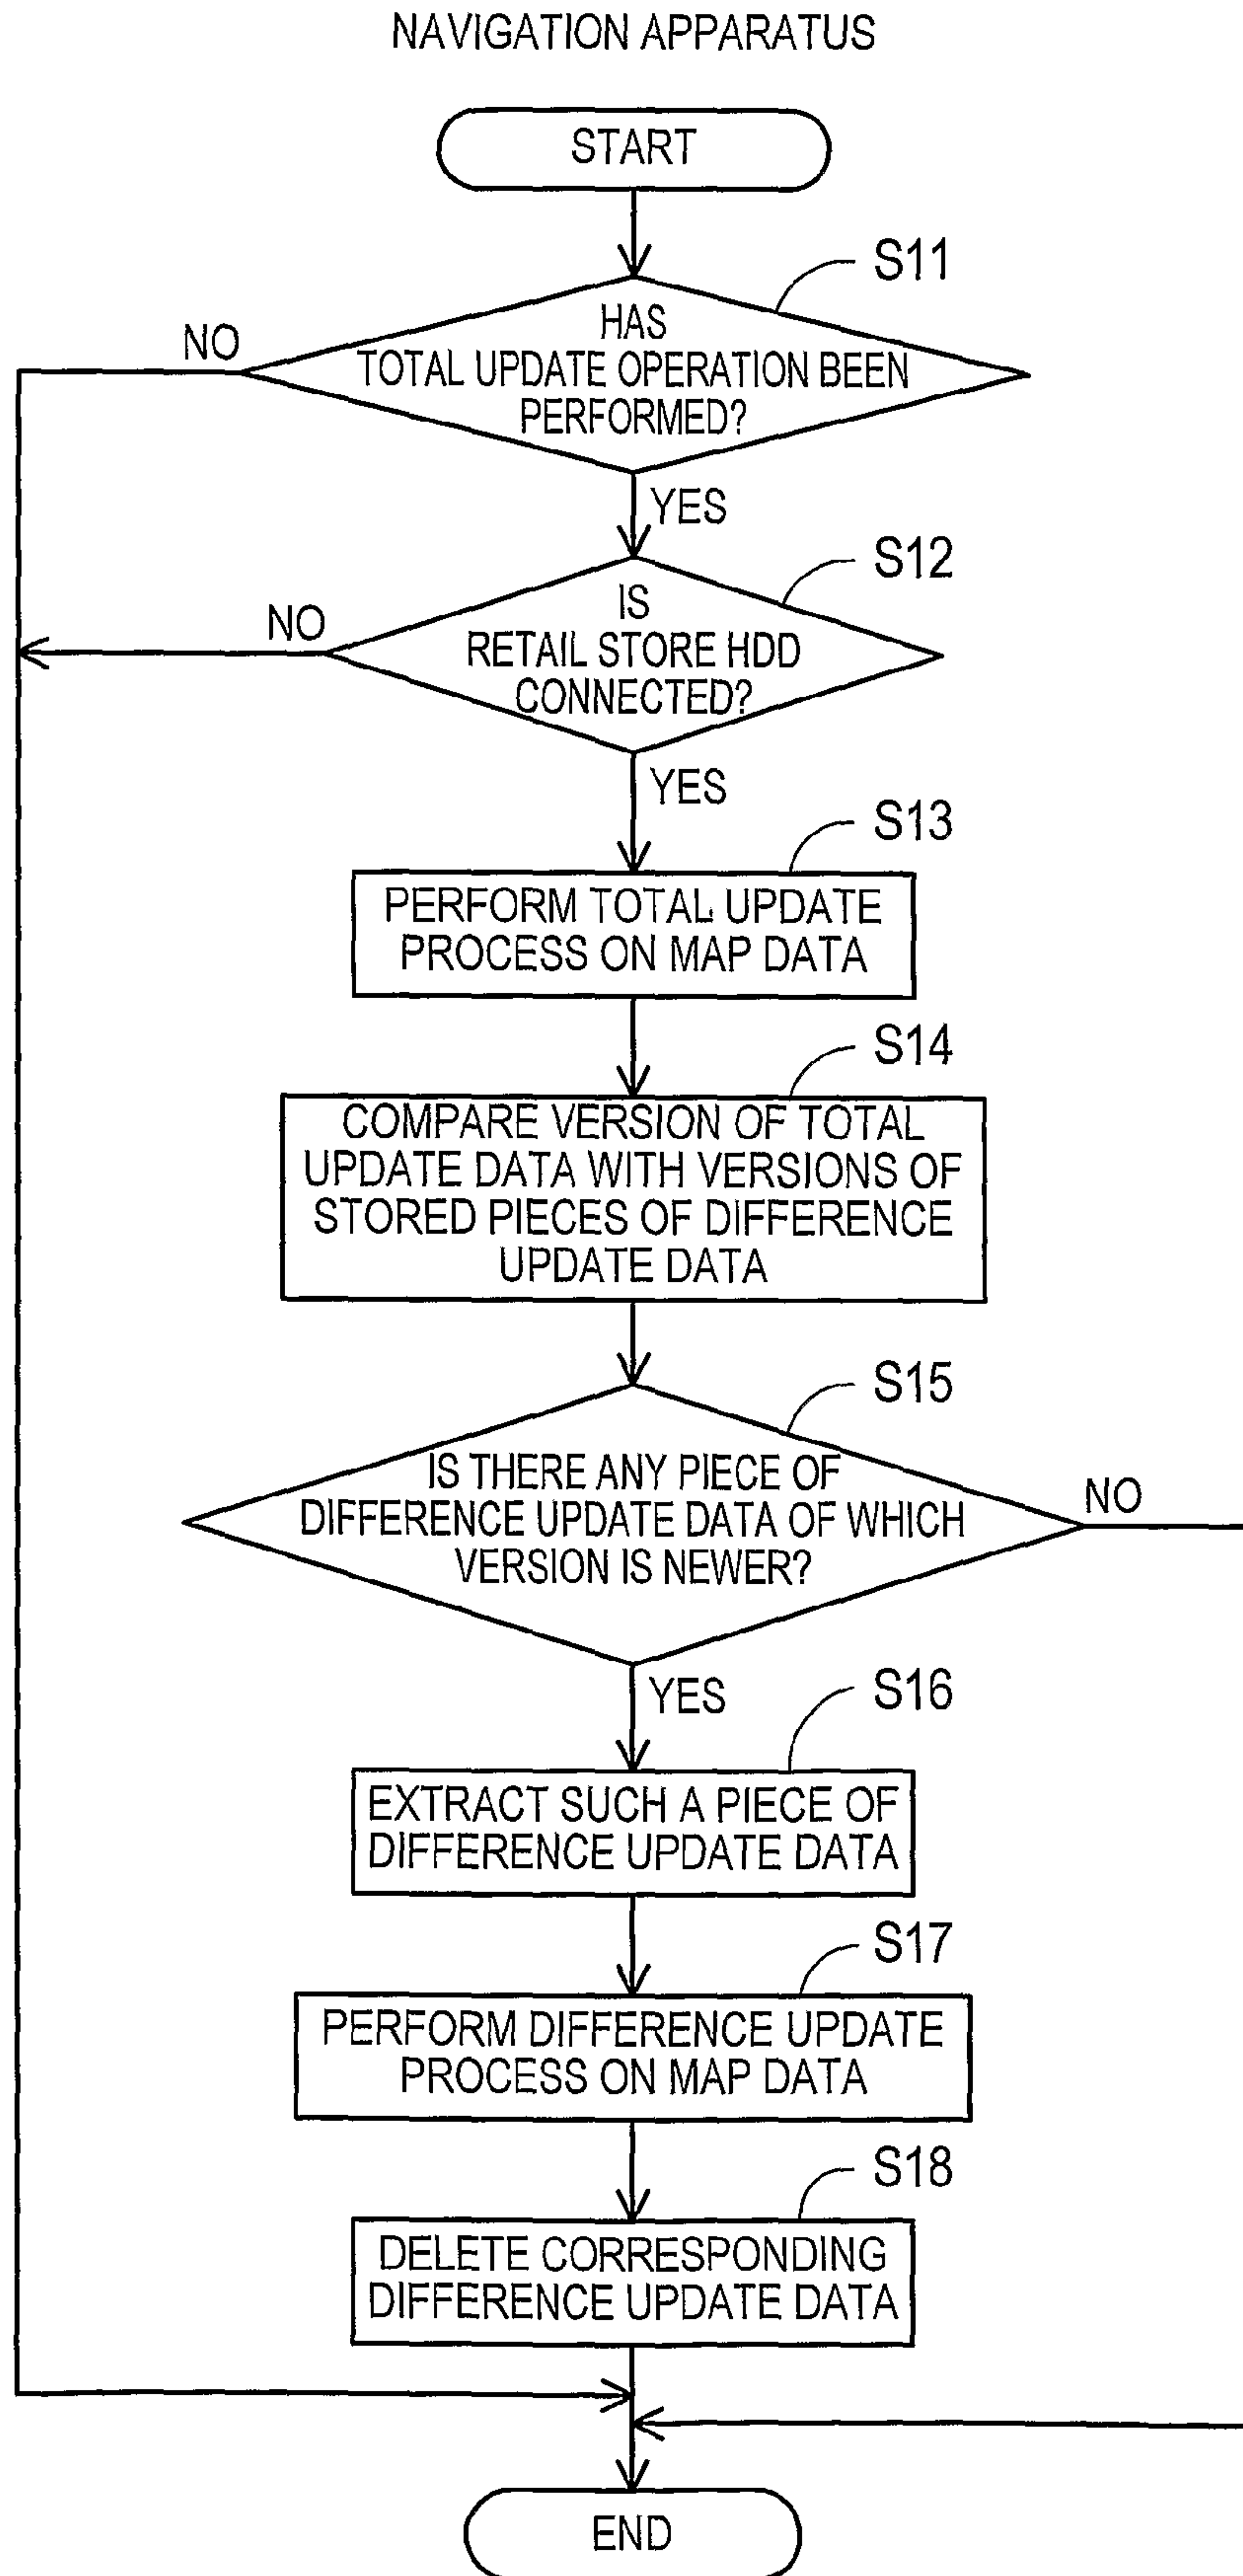 NAVIGATION APPARATUS
START
S11
NO
HAS
TOTAL UPDATE OPERATION BEEN
PERFORMED?
YES
S12
NO
IS
RETAIL STORE HDD
CONNECTED?
YES
S13
PERFORM TOTAL UPDATE
PROCESS ON MAP DATA
S14
COMPARE VERSION OF TOTAL
UPDATE DATA WITH VERSIONS OF
STORED PIECES OF DIFFERENCE
UPDATE DATA
S15
IS THERE ANY PIECE OF
DIFFERENCE UPDATE DATA OF WHICH
VERSION IS NEWER?
NO
YES
S16
EXTRACT SUCH A PIECE OF
DIFFERENCE UPDATE DATA
S17
PERFORM DIFFERENCE UPDATE
PROCESS ON MAP DATA
S18
DELETE CORRESPONDING
DIFFERENCE UPDATE DATA
END